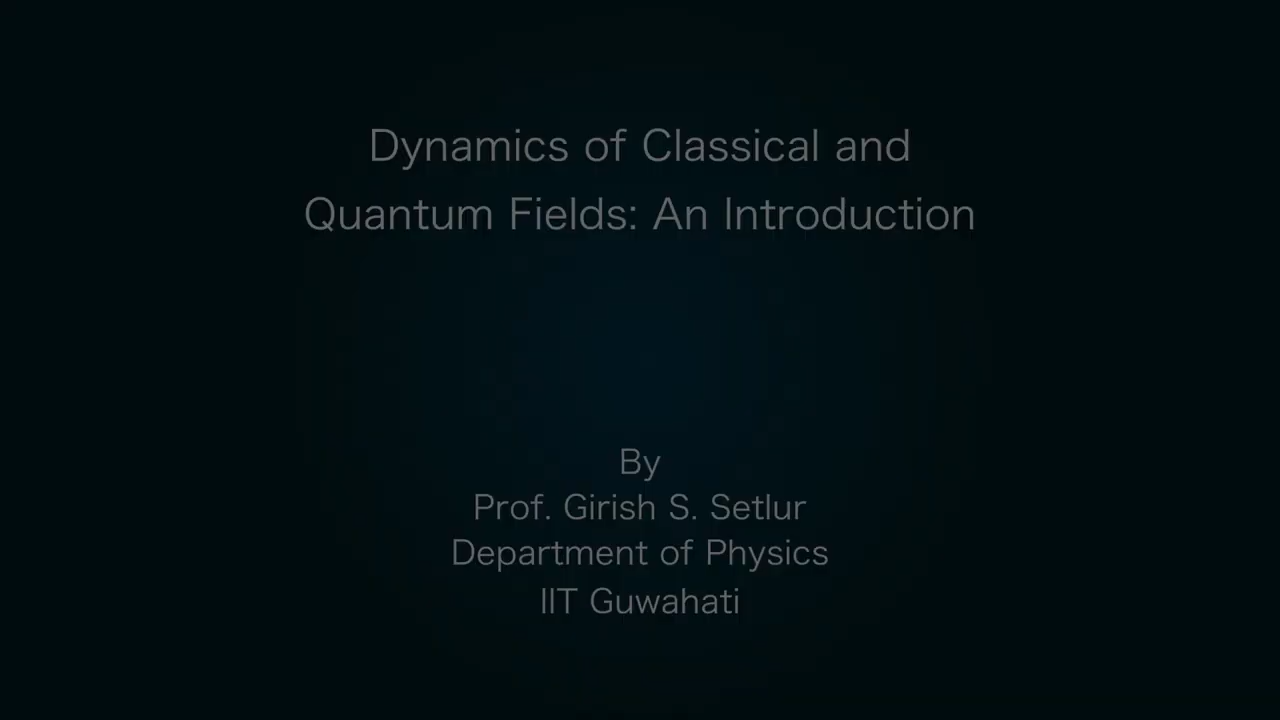 Dynamics of Classical and
Quantum Fields: An Introduction
By
Prof. Girish S. Setlur
Department of Physics
IIT Guwahati